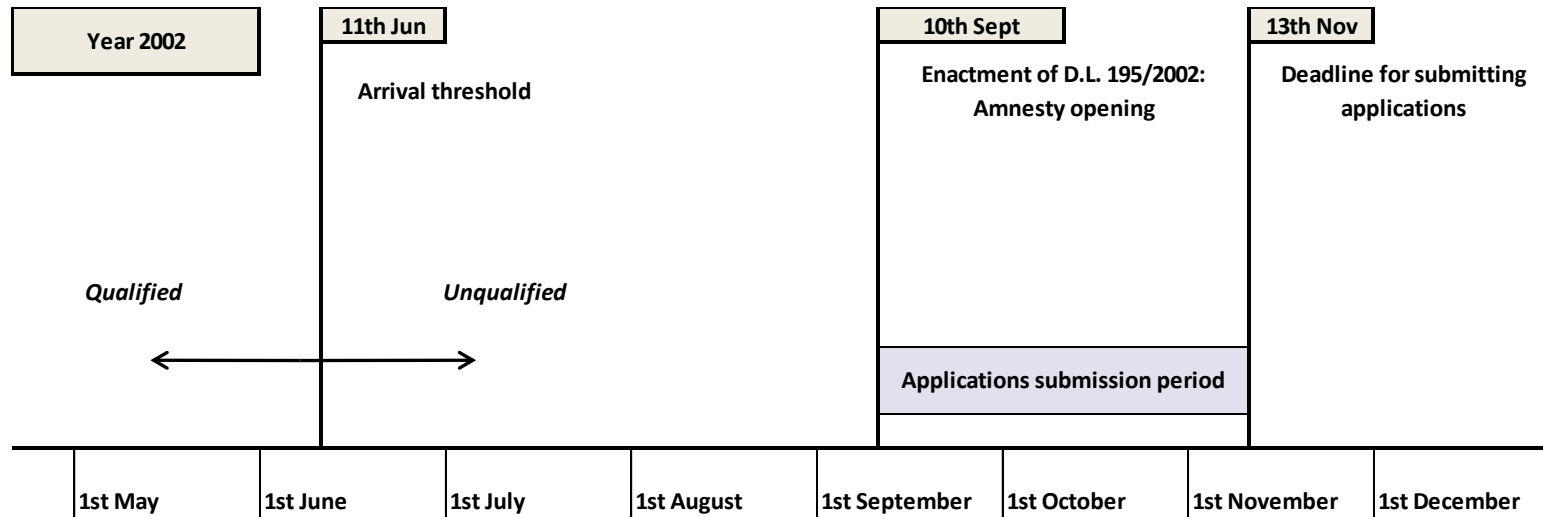 Year 2002
11th Jun
Arrival threshold
10th Sept
Enactment of D.L. 195/2002:
Amnesty opening
13th Nov
Deadline for submitting
applications
Qualified
Unqualified
Applications submission period
1st May
1st June
1st July
1st August
1st September
1st October
1st November
1st December